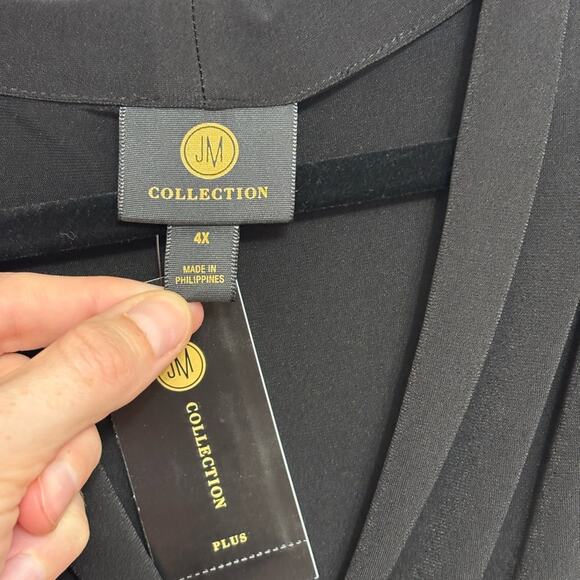 JM
COLLECTION
4X
MADE IN
PHILIPPINES
JM
COLLECTION
PLUS